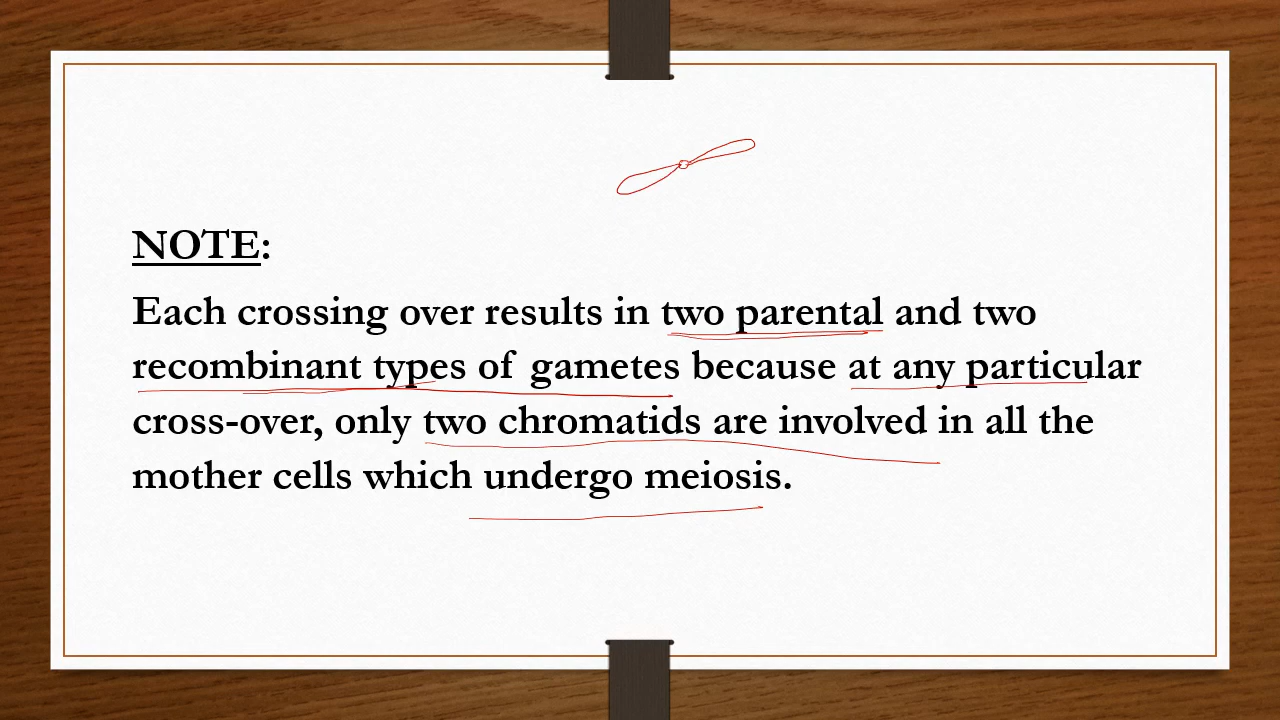 NOTE:
Each crossing over results in two parental and two
recombinant types of gametes because at any particular
cross-over, only two chromatids are involved in all the
mother cells which undergo meiosis.